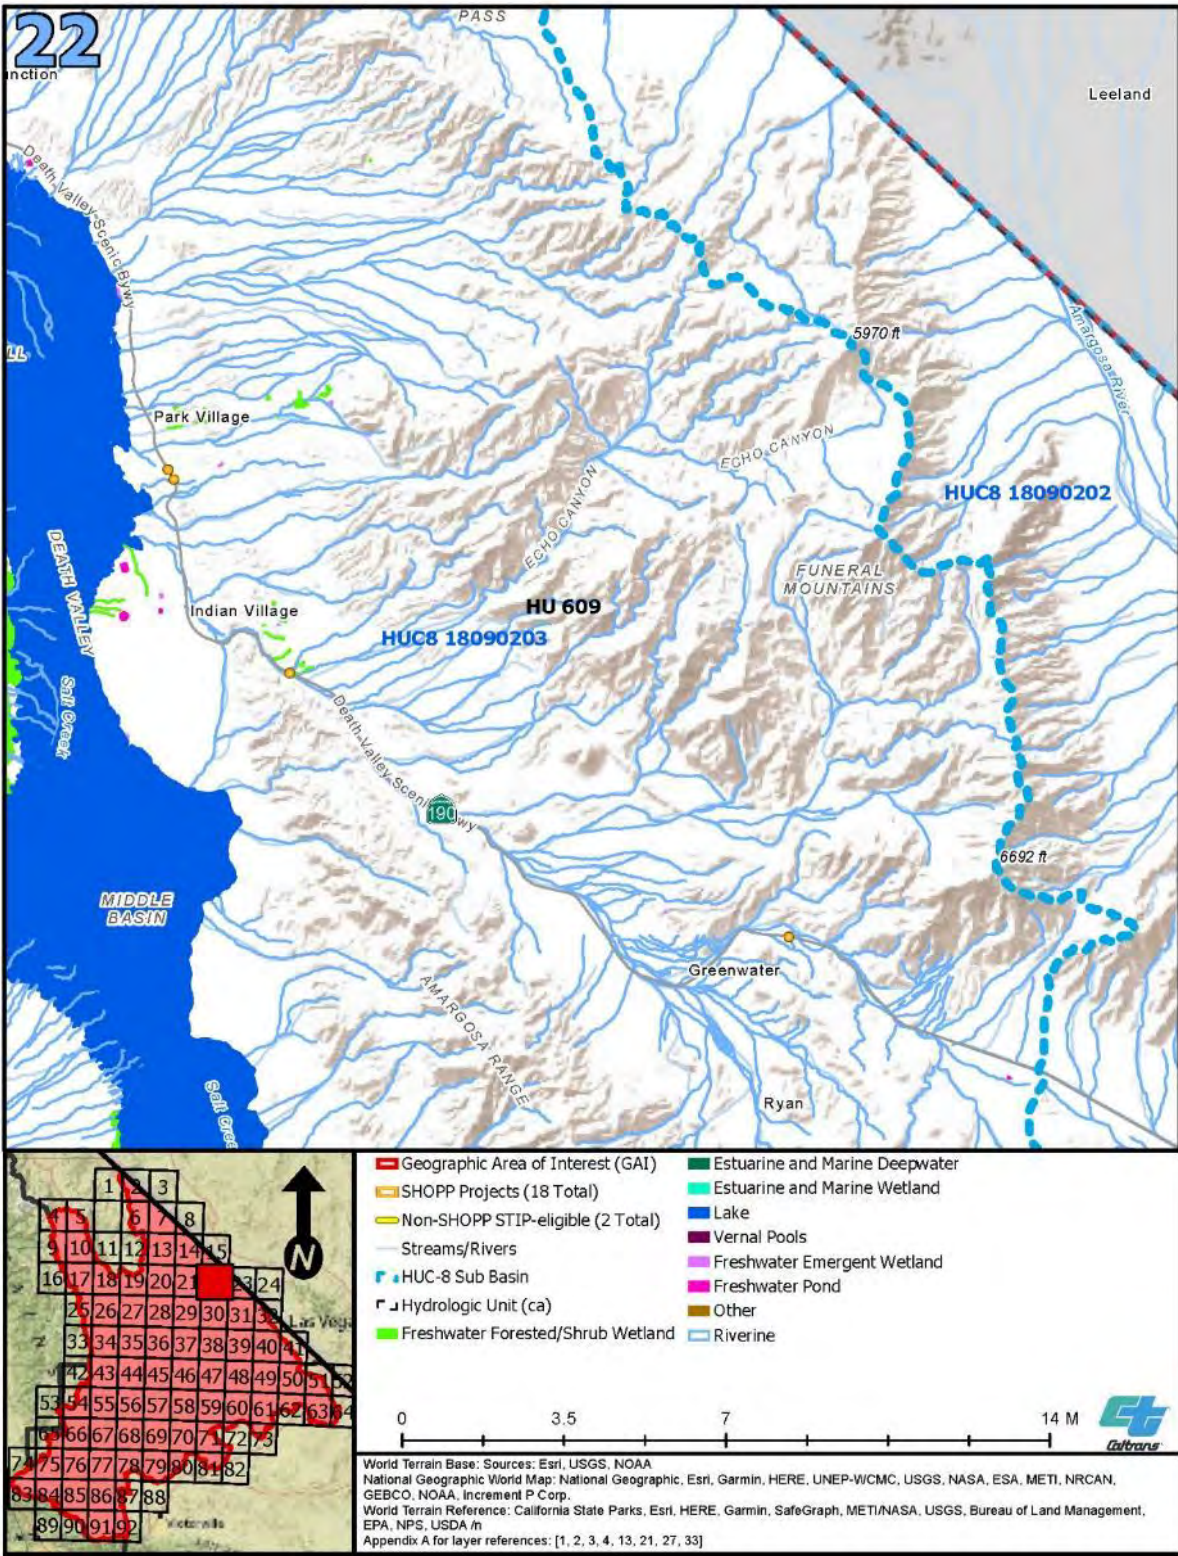 22
PASS
nction
Leeland
Death Valley Scenic Bywy
5970 ft
Amargosa River
LL
Park Village
ECHO CANYON
ECHO CANYON
HUC8 18090202
DEATH VALLEY
FUNERAL
MOUNTAINS
Indian Village
HU 609
HUC8 18090203
Salt Creek
Death Valley Sceni
wy
190
6692 ft
MIDDLE
BASIN
Greenwater
AMARGOSA RANGE
Salt Cree
Ryan
1 2 3
4 5 6 7 8
9 10 11 12 13 14 15
16 17 18 19 20 21 23 24
25 26 27 28 29 30 31 32
Las Vega
33 34 35 36 37 38 39 40 41
42 43 44 45 46 47 48 49 50 51 52
53 54 55 56 57 58 59 60 61 62 63 64
65 66 67 68 69 70 71 72 73
74 75 76 77 78 79 80 81 82
83 84 85 86 87 88
89 90 91 92
Victorville
N
Geographic Area of Interest (GAI)
SHOPP Projects (18 Total)
Non-SHOPP STIP-eligible (2 Total)
Streams/Rivers
HUC-8 Sub Basin
Hydrologic Unit (ca)
Freshwater Forested/Shrub Wetland
Estuarine and Marine Deepwater
Estuarine and Marine Wetland
Lake
Vernal Pools
Freshwater Emergent Wetland
Freshwater Pond
Other
Riverine
0 3.5 7 14 M
Caltrans
World Terrain Base: Sources: Esri, USGS, NOAA
National Geographic World Map: National Geographic, Esri, Garmin, HERE, UNEP-WCMC, USGS, NASA, ESA, METI, NRCAN,
GEBCO, NOAA, increment P Corp.
World Terrain Reference: California State Parks, Esri, HERE, Garmin, SafeGraph, METI/NASA, USGS, Bureau of Land Management,
EPA, NPS, USDA /n
Appendix A for layer references: [1, 2, 3, 4, 13, 21, 27, 33]